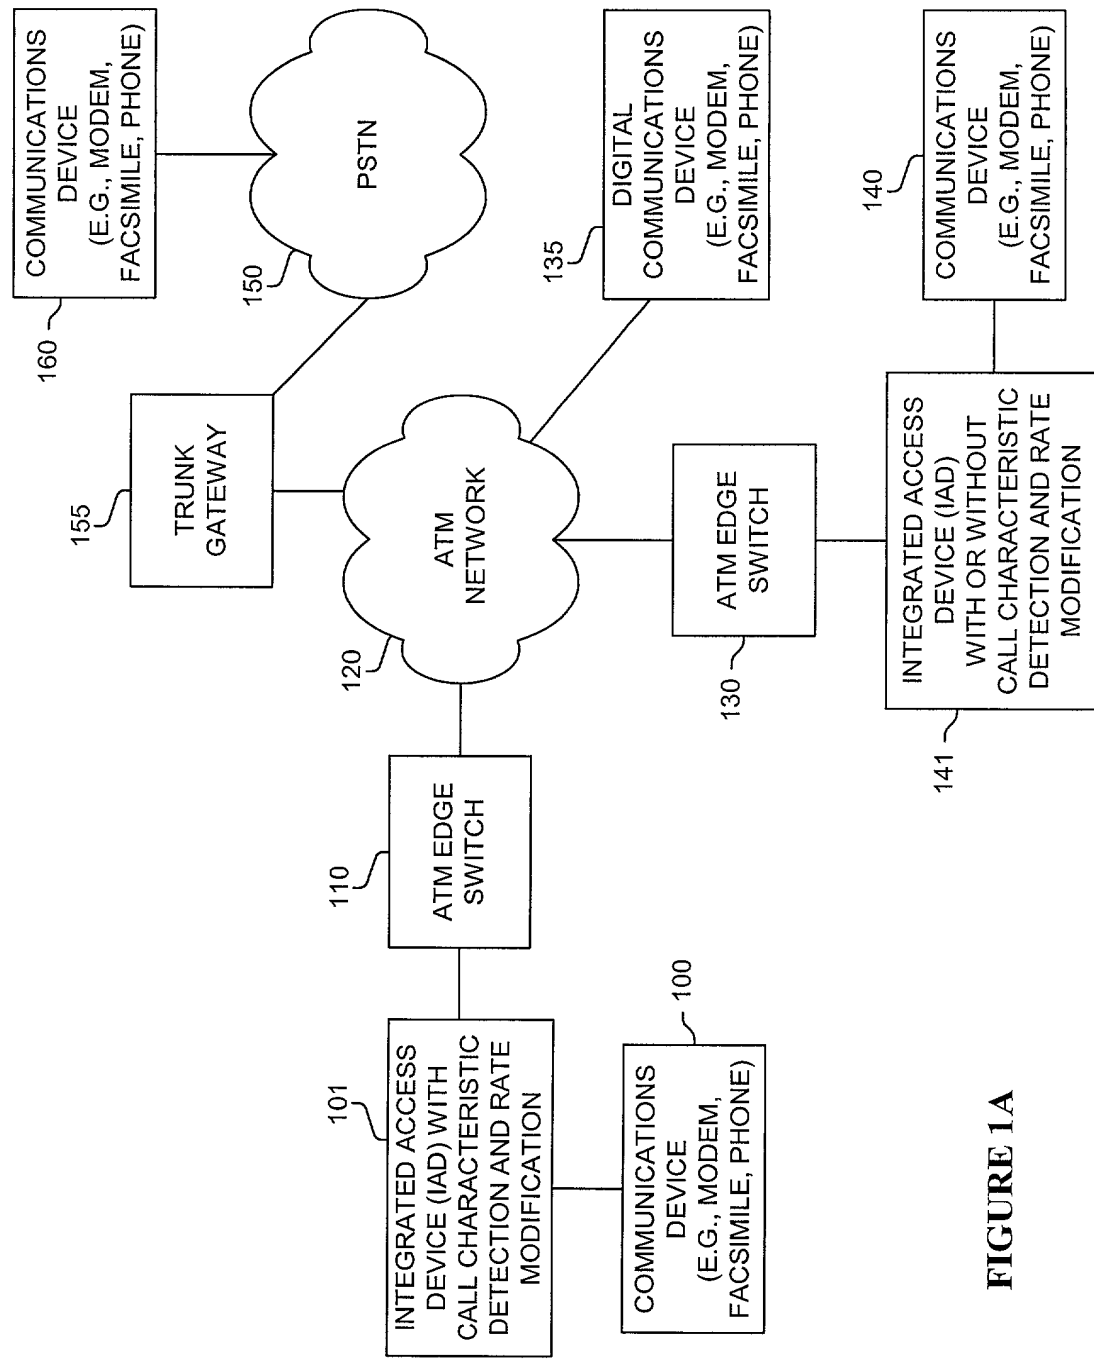 COMMUNICATIONS
DEVICE
(E.G., MODEM,
FACSIMILE, PHONE)
160
PSTN
150
TRUNK
GATEWAY
155
DIGITAL
COMMUNICATIONS
DEVICE
(E.G., MODEM,
FACSIMILE, PHONE)
135
ATM
NETWORK
120
COMMUNICATIONS
DEVICE
(E.G., MODEM,
FACSIMILE, PHONE)
140
ATM EDGE
SWITCH
130
INTEGRATED ACCESS
DEVICE (IAD)
WITH OR WITHOUT
CALL CHARACTERISTIC
DETECTION AND RATE
MODIFICATION
141
ATM EDGE
SWITCH
110
INTEGRATED ACCESS
DEVICE (IAD) WITH
CALL CHARACTERISTIC
DETECTION AND RATE
MODIFICATION
101
COMMUNICATIONS
DEVICE
(E.G., MODEM,
FACSIMILE, PHONE)
100
FIGURE 1A